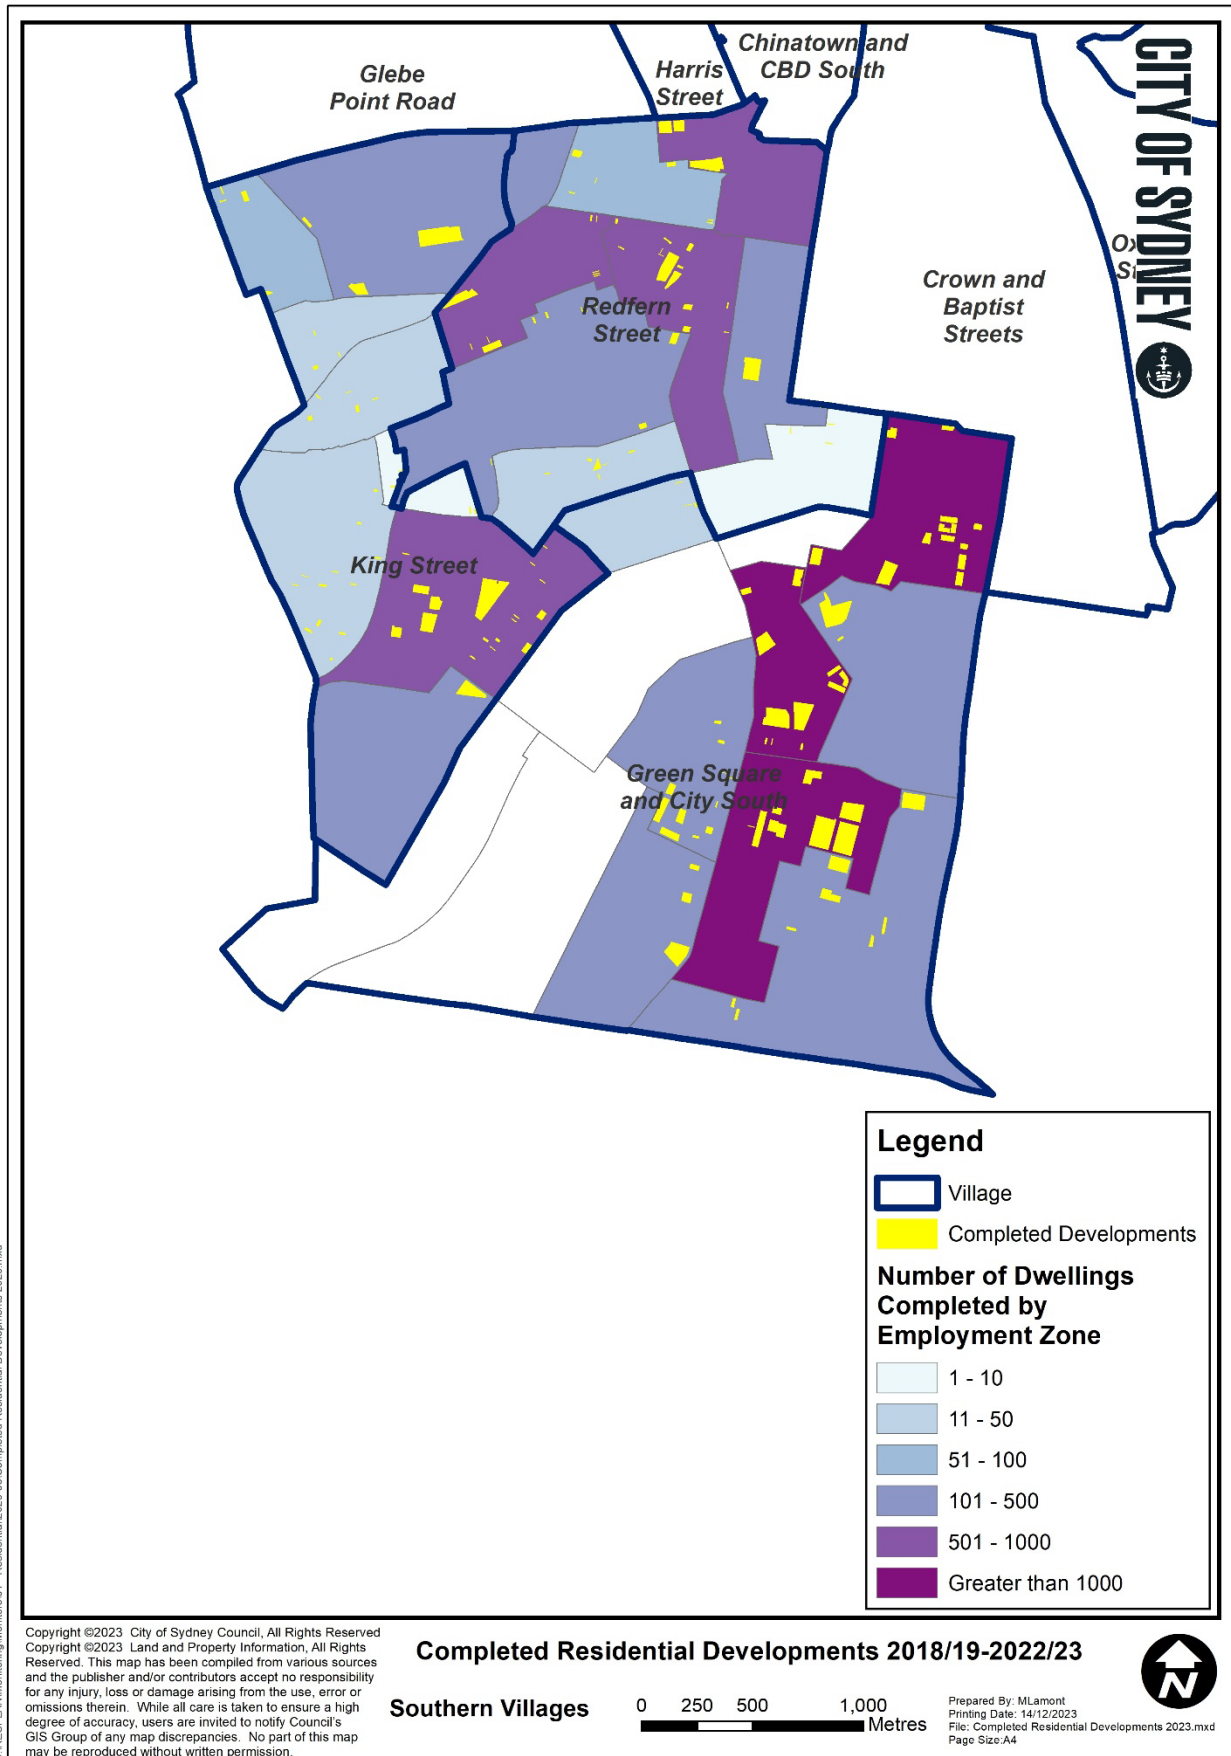 Glebe
Point Road
Harris
Street
Chinatown and
CBD South
CITY OF SYDNEY
Crown and
Baptist
Streets
Redfern
Street
King Street
Green Square
and City South
Legend
Village
Completed Developments
Number of Dwellings
Completed by
Employment Zone
1 - 10
11 - 50
51 - 100
101 - 500
501 - 1000
Greater than 1000
Copyright ©2023 City of Sydney Council, All Rights Reserved
Copyright ©2023 Land and Property Information, All Rights
Reserved. This map has been compiled from various sources
and the publisher and/or contributors accept no responsibility
for any injury, loss or damage arising from the use, error or
omissions therein. While all care is taken to ensure a high
degree of accuracy, users are invited to notify Council's
GIS Group of any map discrepancies. No part of this map
may be reproduced without written permission.
Completed Residential Developments 2018/19-2022/23
Southern Villages
0 250 500 1,000
Metres
N
Prepared By: MLamont
Printing Date: 14/12/2023
File: Completed Residential Developments 2023.mxd
Page Size:A4